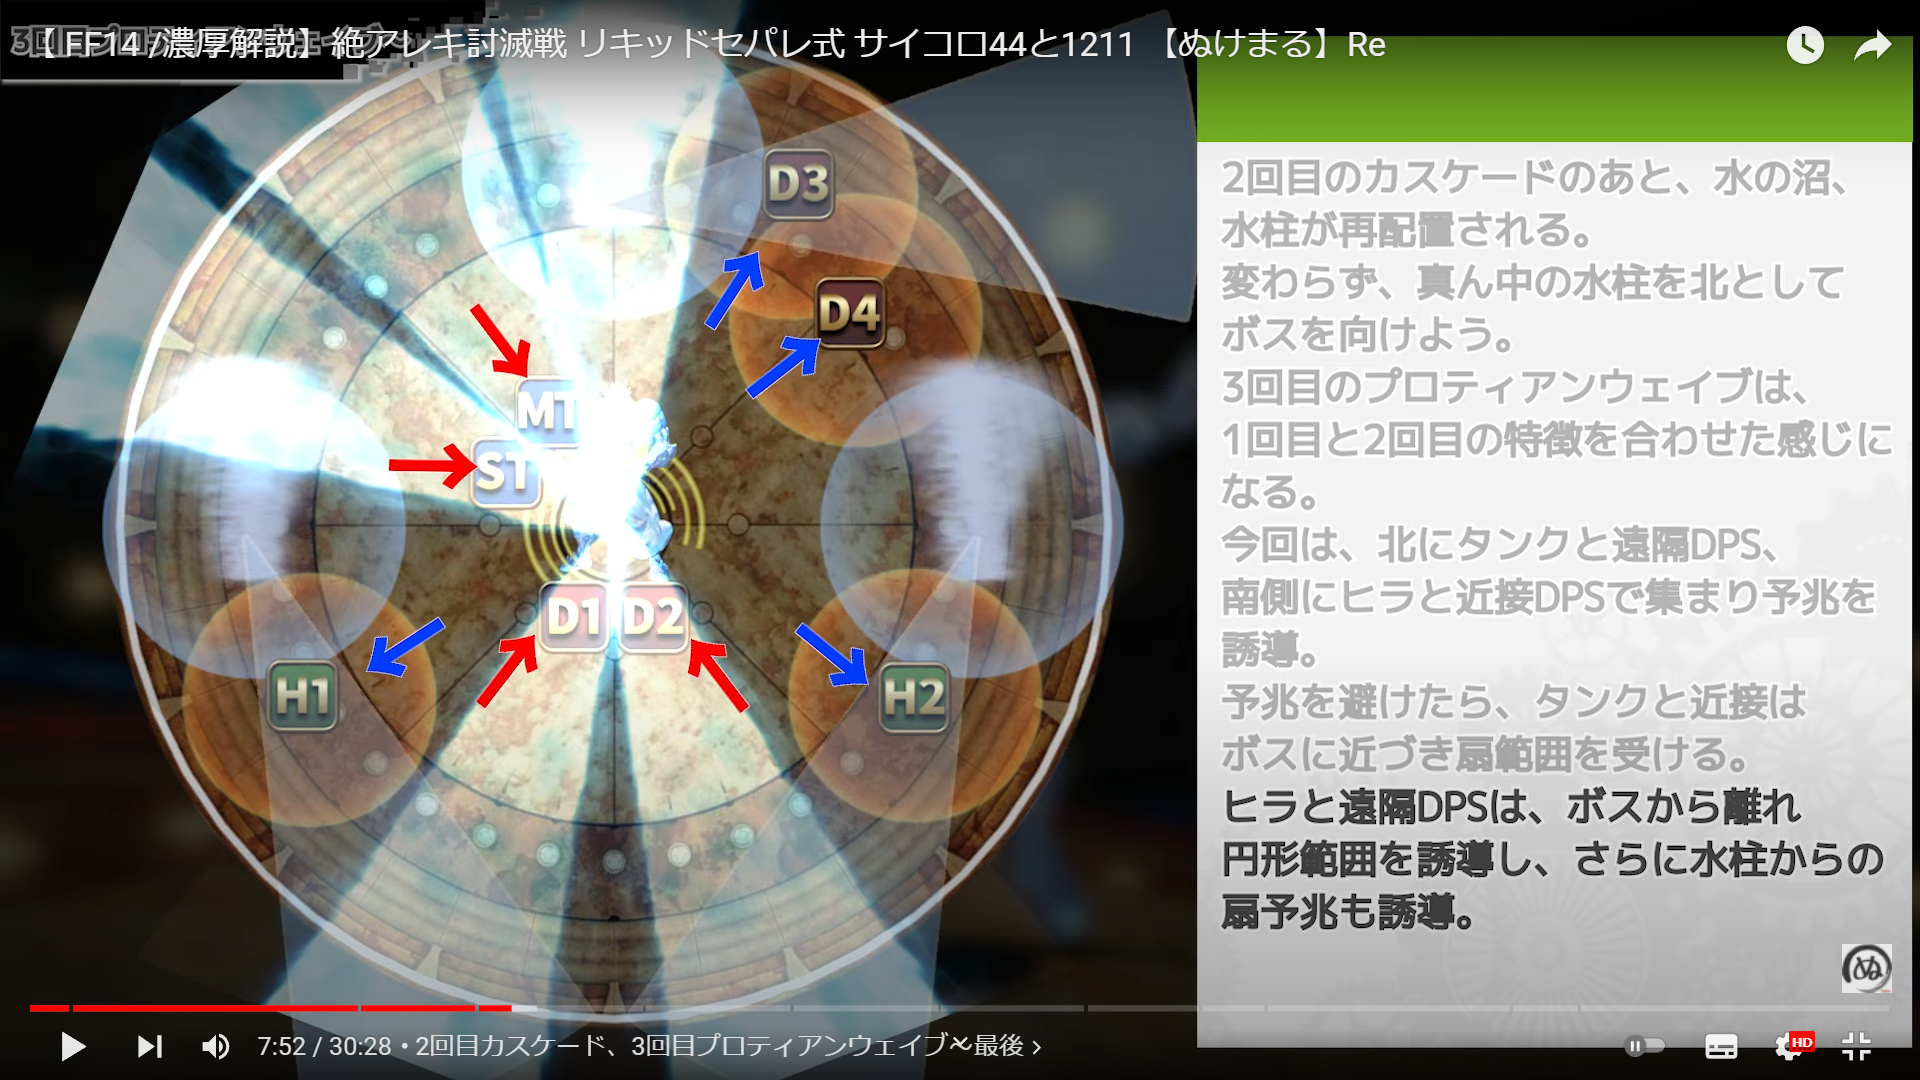 【 FF14 /濃厚解説】絶アレキ討滅戦 リキッドセパレ式 サイコロ44と1211 【ぬけまる】Re
D3
D4
MT
ST
D1
D2
H1
H2
2回目のカスケードのあと、水の沼、
水柱が再配置される。
変わらず、真ん中の水柱を北として
ボスを向けよう。
3回目のプロティアンウェイブは、
1回目と2回目の特徴を合わせた感じに
なる。
今回は、北にタンクと遠隔DPS、
南側にヒラと近接DPSで集まり予兆を
誘導。
予兆を避けたら、タンクと近接は
ボスに近づき扇範囲を受ける。
ヒラと遠隔DPSは、ボスから離れ
円形範囲を誘導し、さらに水柱からの
扇予兆も誘導。
ぬ
7:52 / 30:28・2回目カスケード、3回目プロティアンウェイブ〜最後
HD